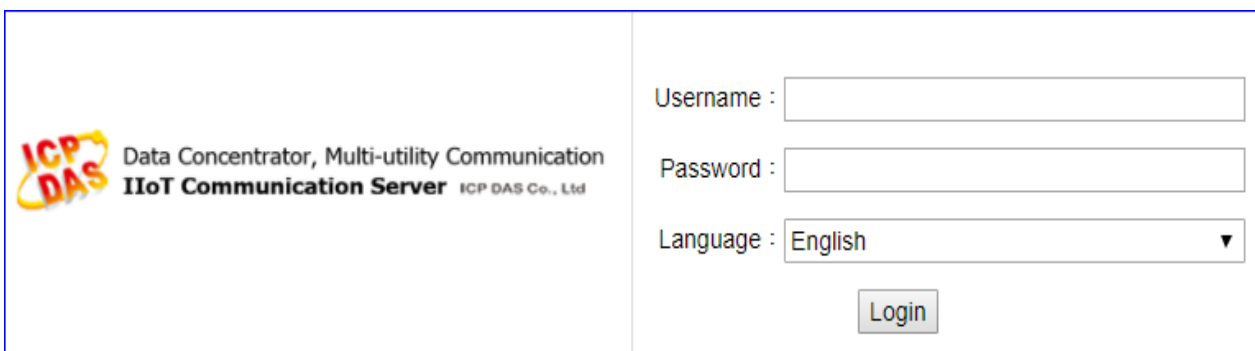 ICP
DAS
Data Concentrator, Multi-utility Communication
IIoT Communication Server ICP DAS Co., Ltd
Username :
Password :
Language : English
Login